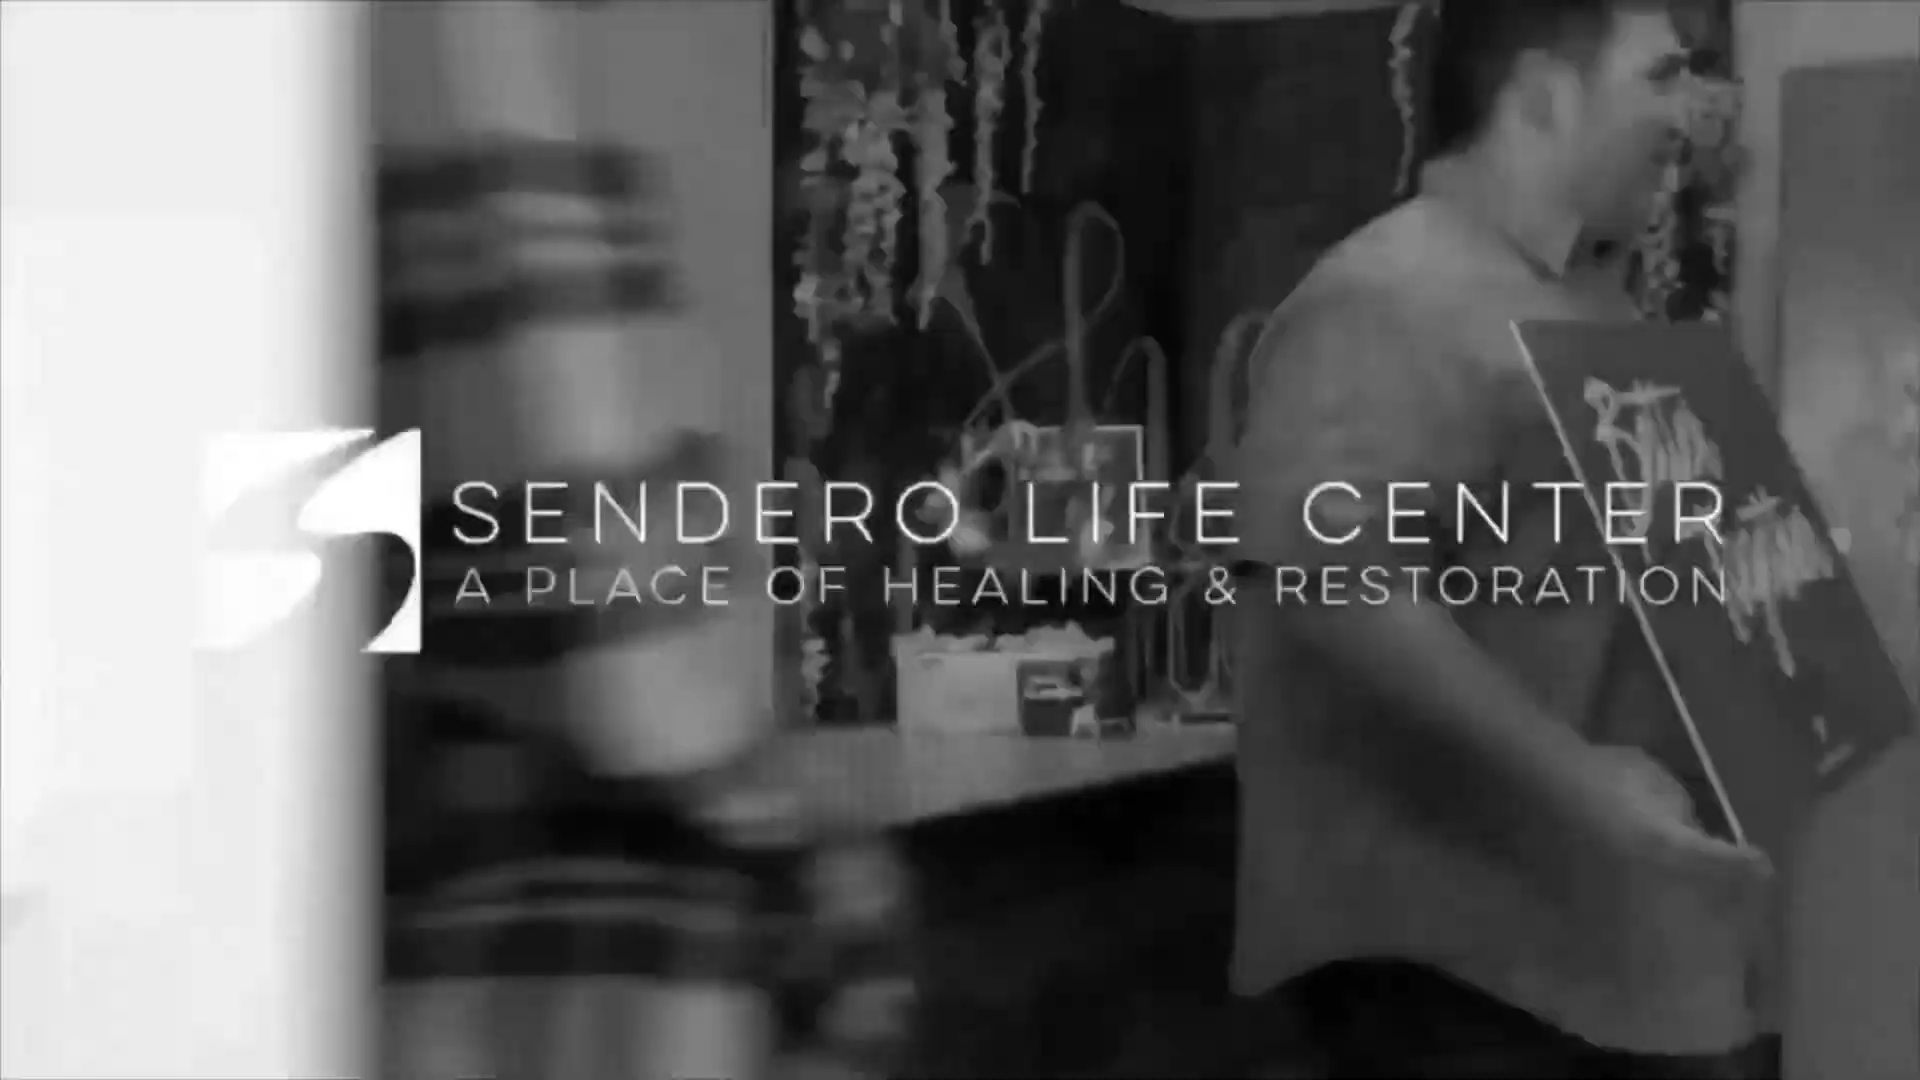 SENDERO LIFE CENTER
A PLACE OF HEALING & RESTORATION